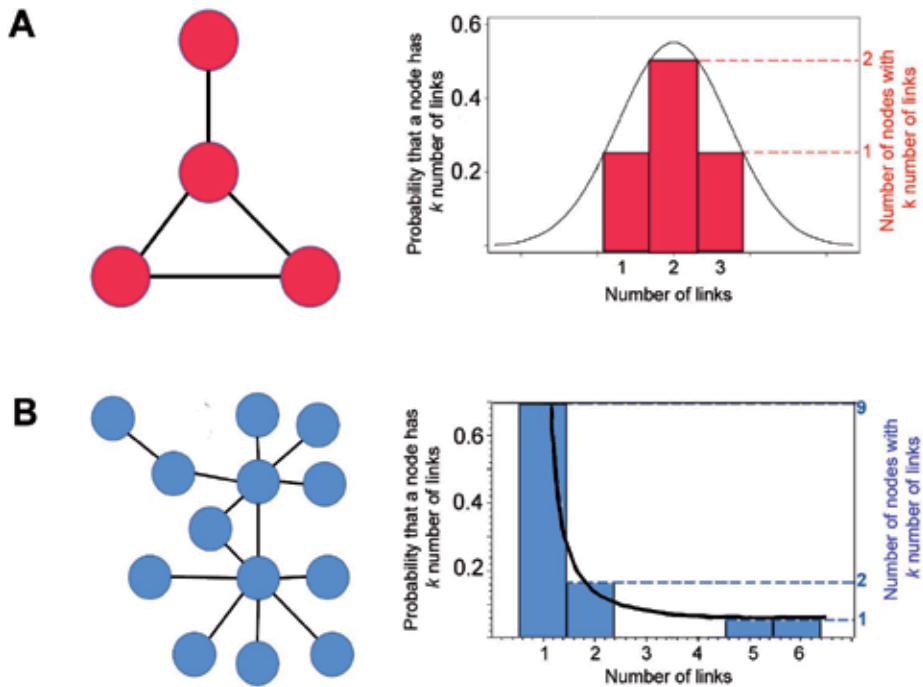 A
Probability that a node has
k number of links
0.6
0.4
0.2
2
1
Number of nodes with
k number of links
1 2 3
Number of links
B
Probability that a node has
k number of links
0.6
0.4
0.2
9
2
1
Number of nodes with
k number of links
1 2 3 4 5 6
Number of links